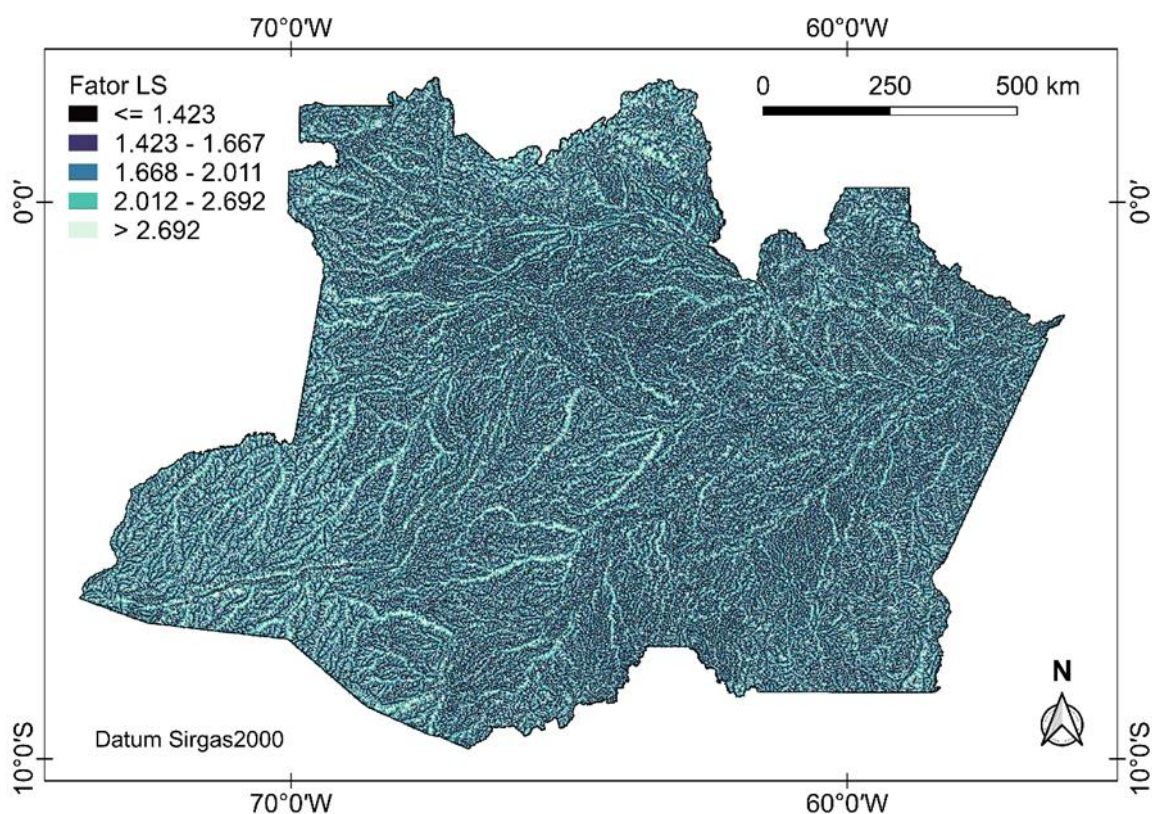 70°0'W 60°0'W
Fator LS
<= 1.423
1.423 - 1.667
1.668 - 2.011
2.012 - 2.692
> 2.692
0 250 500 km
0°0' 0°0'
N
Datum Sirgas2000
10°0'S 10°0'S
70°0'W 60°0'W